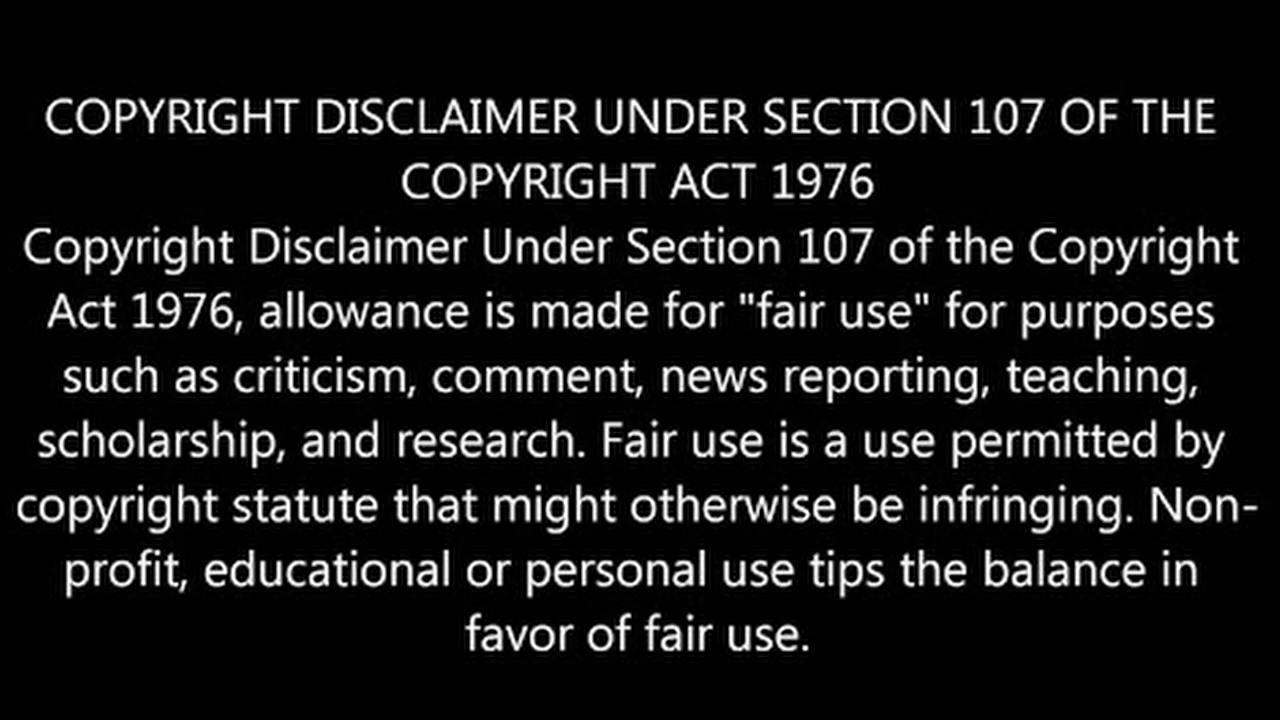 COPYRIGHT DISCLAIMER UNDER SECTION 107 OF THE
COPYRIGHT ACT 1976
Copyright Disclaimer Under Section 107 of the Copyright
Act 1976, allowance is made for "fair use" for purposes
such as criticism, comment, news reporting, teaching,
scholarship, and research. Fair use is a use permitted by
copyright statute that might otherwise be infringing. Non-
profit, educational or personal use tips the balance in
favor of fair use.